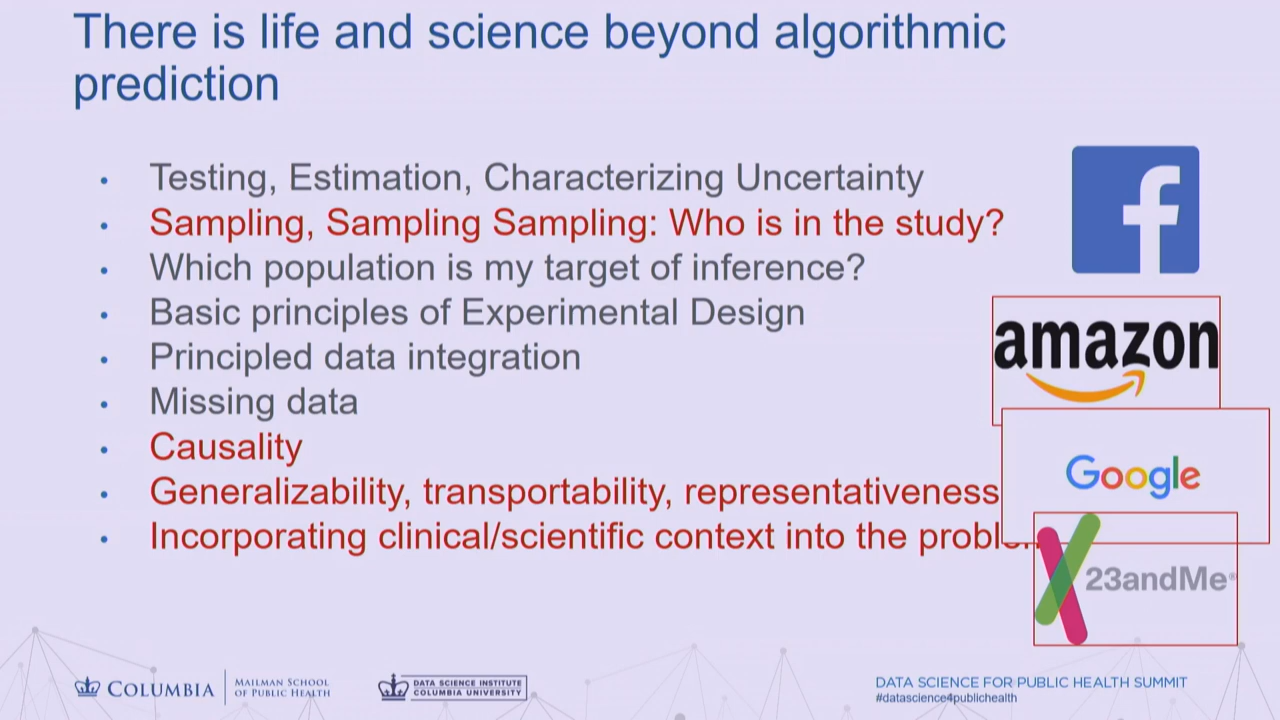 There is life and science beyond algorithmic
prediction
• Testing, Estimation, Characterizing Uncertainty
• Sampling, Sampling Sampling: Who is in the study?
• Which population is my target of inference?
• Basic principles of Experimental Design
• Principled data integration
• Missing data
• Causality
• Generalizability, transportability, representativeness
• Incorporating clinical/scientific context into the
f
amazon
Google
23andMe®
COLUMBIA
MAILMAN SCHOOL
OF PUBLIC HEALTH
DATA SCIENCE INSTITUTE
COLUMBIA UNIVERSITY
DATA SCIENCE FOR PUBLIC HEALTH SUMMIT
#datascience4publichealth